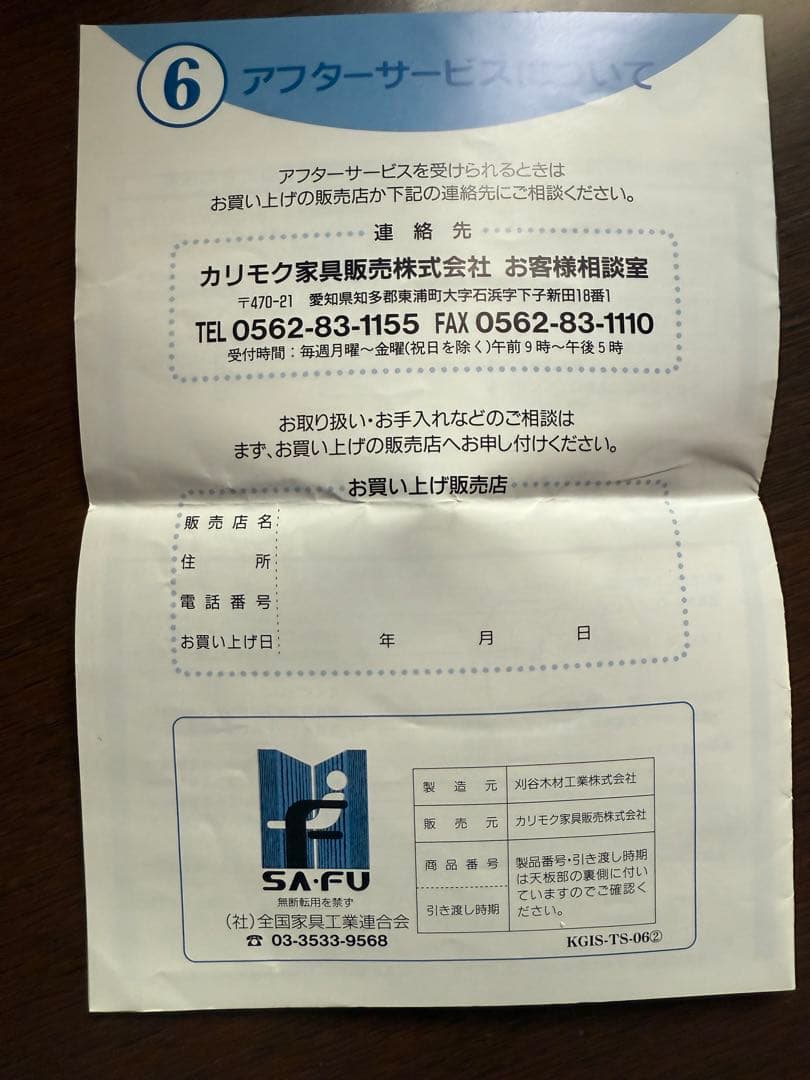 6 アフターサービスについて
アフターサービスを受けられるときは
お買い上げの販売店か下記の連絡先にご相談ください。
連絡先
カリモク家具販売株式会社 お客様相談室
〒470-21 愛知県知多郡東浦町大字石浜字下子新田18番1
TEL 0562-83-1155 FAX 0562-83-1110
受付時間：毎週月曜～金曜(祝日を除く)午前9時～午後5時
お取り扱い・お手入れなどのご相談は
まず、お買い上げの販売店へお申し付けください。
お買い上げ販売店
販売店名
住所
電話番号
お買い上げ日 年 月 日
SA・FU
無断転用を禁ず
(社)全国家具工業連合会
☎ 03-3533-9568
製造元 刈谷木材工業株式会社
販売元 カリモク家具販売株式会社
商品番号
引き渡し時期
製品番号・引き渡し時期
は天板部の裏側に付い
ていますのでご確認く
ださい。
KGIS-TS-06②